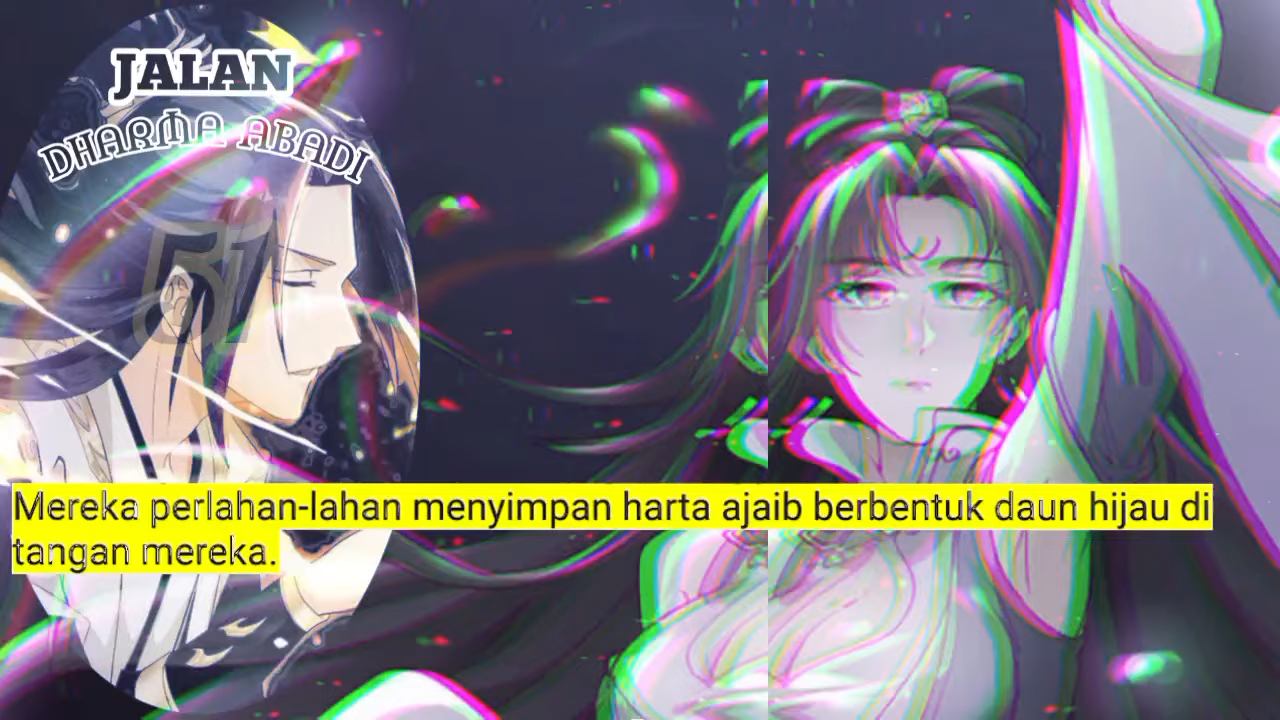 JALAN
DHARMA ABADI
51
Mereka perlahan-lahan menyimpan harta ajaib berbentuk daun hijau di
tangan mereka.